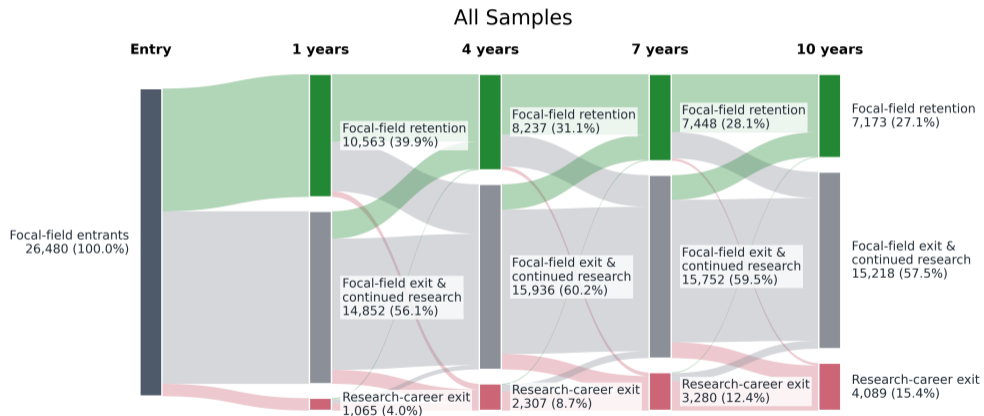 All Samples
Entry
1 years
4 years
7 years
10 years
Focal-field entrants
26,480 (100.0%)
Focal-field retention
10,563 (39.9%)
Focal-field exit &
continued research
14,852 (56.1%)
Research-career exit
1,065 (4.0%)
Focal-field retention
8,237 (31.1%)
Focal-field exit &
continued research
15,936 (60.2%)
Research-career exit
2,307 (8.7%)
Focal-field retention
7,448 (28.1%)
Focal-field exit &
continued research
15,752 (59.5%)
Research-career exit
3,280 (12.4%)
Focal-field retention
7,173 (27.1%)
Focal-field exit &
continued research
15,218 (57.5%)
Research-career exit
4,089 (15.4%)